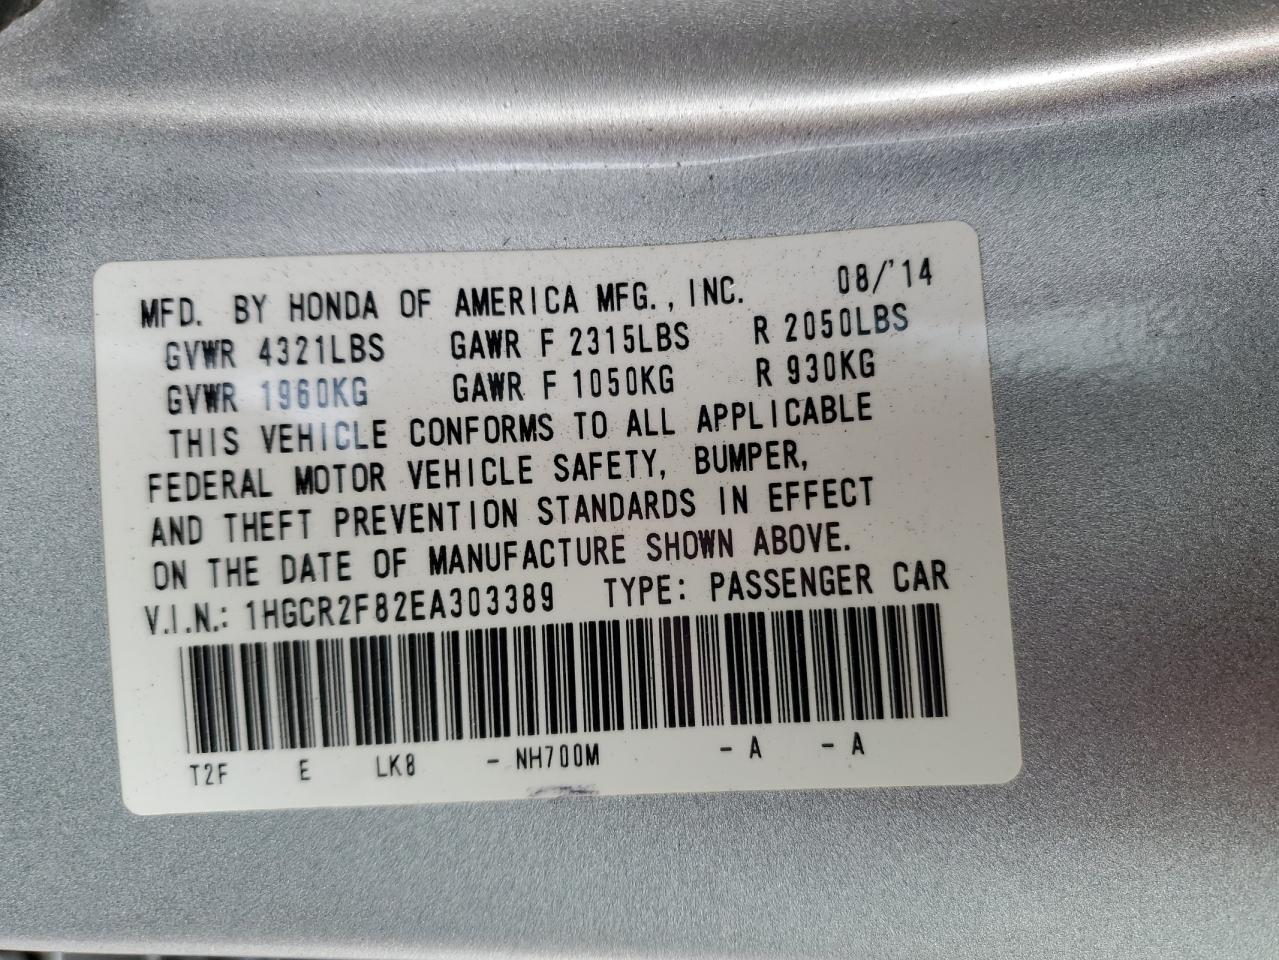 MFD. BY HONDA OF AMERICA MFG., INC. 08/'14
GVWR 4321LBS GAWR F 2315LBS R 2050LBS
GVWR 1960KG GAWR F 1050KG R 930KG
THIS VEHICLE CONFORMS TO ALL APPLICABLE
FEDERAL MOTOR VEHICLE SAFETY, BUMPER,
AND THEFT PREVENTION STANDARDS IN EFFECT
ON THE DATE OF MANUFACTURE SHOWN ABOVE.
V.I.N.: 1HGCR2F82EA303389 TYPE: PASSENGER CAR
T2F E LK8 - NH700M - A - A